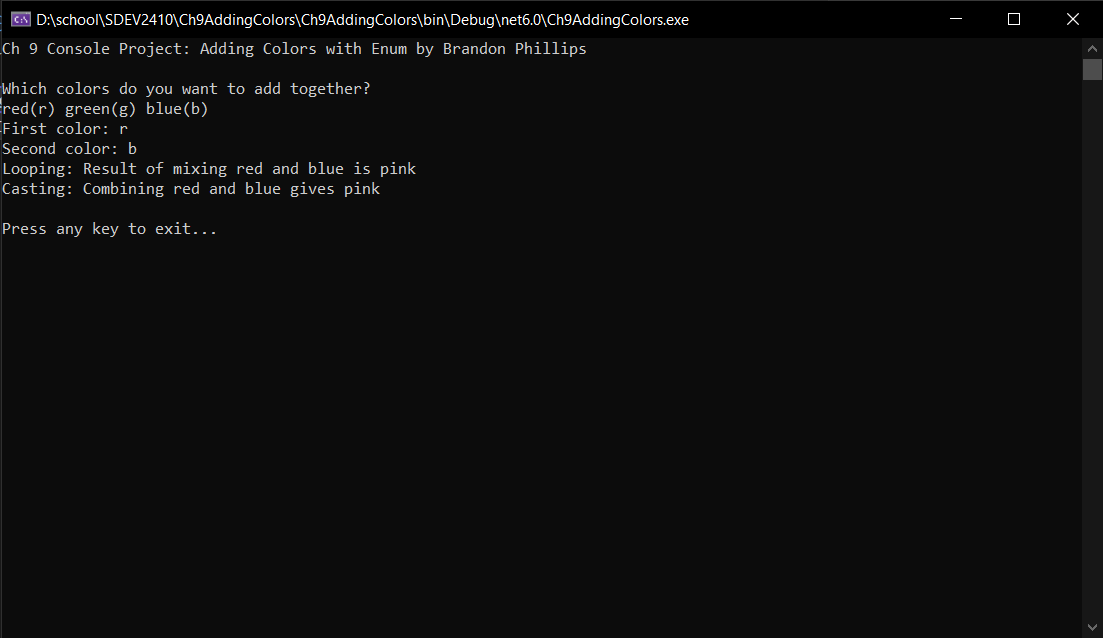 D:\school\SDEV2410\Ch9AddingColors\Ch9AddingColors\bin\Debug\net6.0\Ch9AddingColors.exe
Ch 9 Console Project: Adding Colors with Enum by Brandon Phillips
Which colors do you want to add together?
red(r) green(g) blue(b)
First color: r
Second color: b
Looping: Result of mixing red and blue is pink
Casting: Combining red and blue gives pink
Press any key to exit...